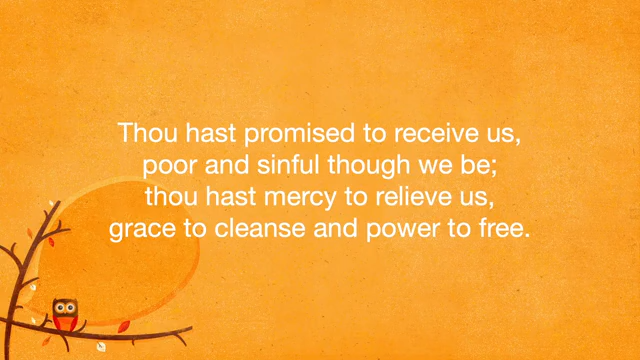 Thou hast promised to receive us,
poor and sinful though we be;
thou hast mercy to relieve us,
grace to cleanse and power to free.